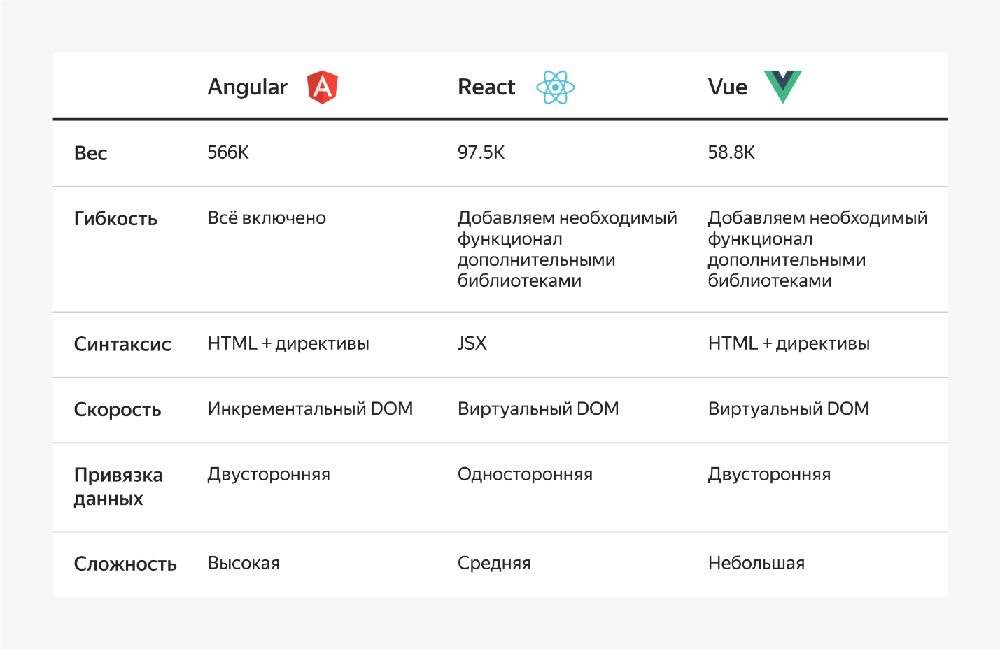 Angular React Vue
Вес 566K 97.5K 58.8K
Гибкость Всё включено Добавляем необходимый Добавляем необходимый
функционал функционал
дополнительными дополнительными
библиотеками библиотеками
Синтаксис HTML + директивы JSX HTML + директивы
Скорость Инкрементальный DOM Виртуальный DOM Виртуальный DOM
Привязка Двусторонняя Односторонняя Двусторонняя
данных
Сложность Высокая Средняя Небольшая